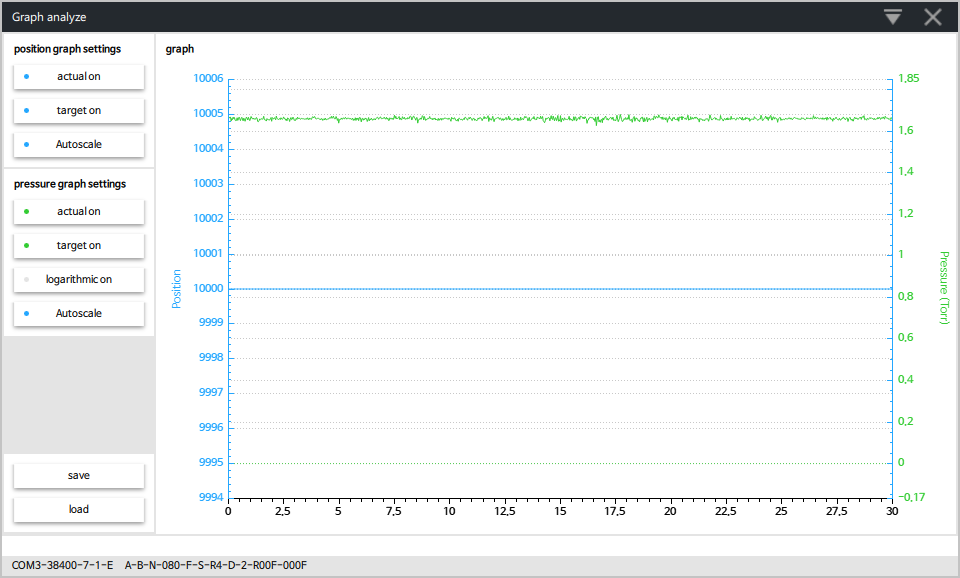 Graph analyze
position graph settings
actual on
target on
Autoscale
pressure graph settings
actual on
target on
logarithmic on
Autoscale
save
load
graph
10006
10005
10004
10003
10002
10001
10000
9999
9998
9997
9996
9995
9994
Position
1,85
1,6
1,4
1,2
1
0,8
0,6
0,4
0,2
0
-0,17
Pressure (Torr)
0 2,5 5 7,5 10 12,5 15 17,5 20 22,5 25 27,5 30
COM3-38400-7-1-E A-B-N-080-F-S-R4-D-2-R00F-000F